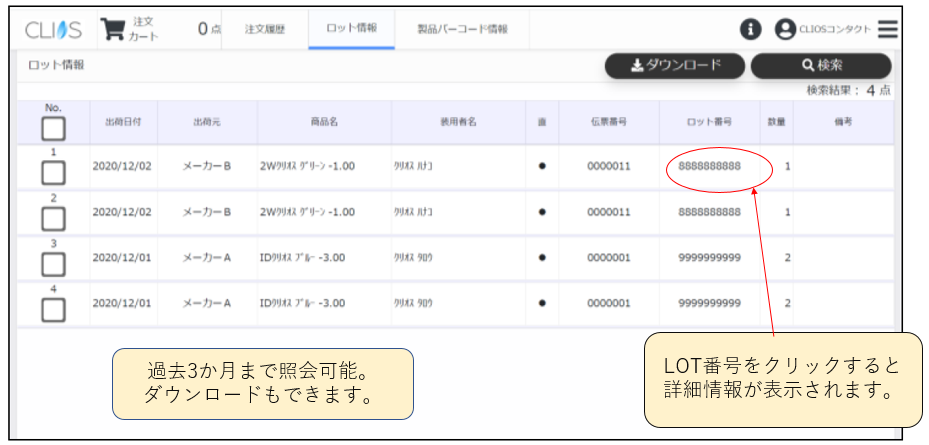 CLIOS
注文
カート
0点
注文履歴
ロット情報
製品バーコード情報
CLIOSコンタクト
ロット情報
ダウンロード
検索
検索結果： 4 点
No. 出荷日付 出荷元 商品名 装用者名 直 伝票番号 ロット番号 数量 備考
1 2020/12/02 メーカーB 2Wｸﾘｵｽ ｸﾞﾘｰﾝ -1.00 ｸﾘｵｽ ﾊﾅｺ ● 0000011 8888888888 1
2 2020/12/02 メーカーB 2Wｸﾘｵｽ ｸﾞﾘｰﾝ -1.00 ｸﾘｵｽ ﾊﾅｺ ● 0000011 8888888888 1
3 2020/12/01 メーカーA IDｸﾘｵｽ ﾌﾞﾙｰ -3.00 ｸﾘｵｽ ﾀﾛｳ ● 0000001 9999999999 2
4 2020/12/01 メーカーA IDｸﾘｵｽ ﾌﾞﾙｰ -3.00 ｸﾘｵｽ ﾀﾛｳ ● 0000001 9999999999 2
過去3か月まで照会可能。
ダウンロードもできます。
LOT番号をクリックすると
詳細情報が表示されます。